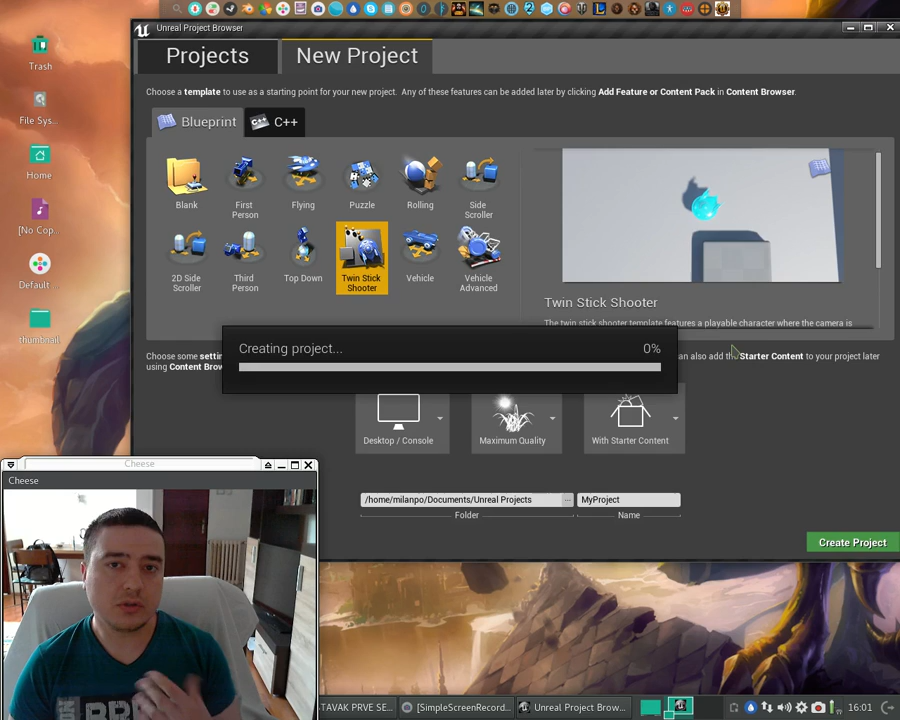 Unreal Project Browser
Projects
New Project
Choose a template to use as a starting point for your new project. Any of these features can be added later by clicking Add Feature or Content Pack in Content Browser.
Blueprint
C++
C++
Blank
First Person
Flying
Puzzle
Rolling
Side Scroller
2D Side Scroller
Third Person
Top Down
Twin Stick Shooter
Vehicle
Vehicle Advanced
Twin Stick Shooter
The twin stick shooter template features a playable character where the camera is
Choose some
an also add the Starter Content to your project later
using Content
Creating project...
0%
Desktop / Console
Maximum Quality
With Starter Content
/home/milanpo/Documents/Unreal Projects
...
MyProject
Folder
Name
Create Project
Trash
File Sys...
Home
[No Cop...
Default ...
thumbnail
Cheese
Cheese
TAVAK PRVE SE...
[SimpleScreenRecord...
Unreal Project Brow...
16:01